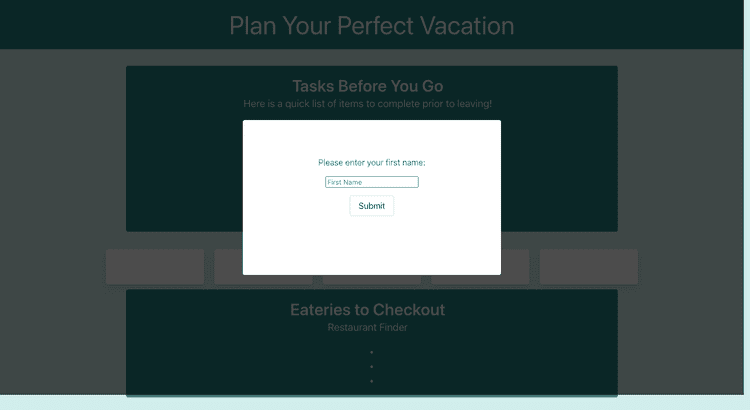 Plan Your Perfect Vacation
Tasks Before You Go
Here is a quick list of items to complete prior to leaving!
Please enter your first name:
First Name
Submit
Eateries to Checkout
Restaurant Finder